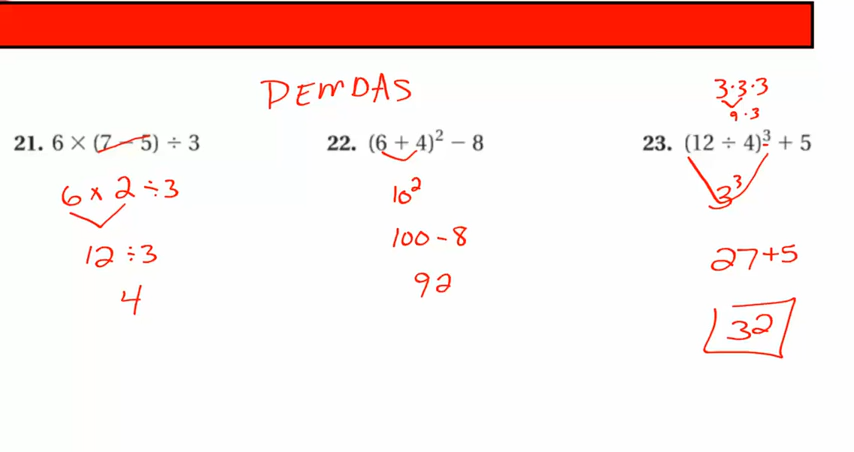 PEMDAS
21. 6 × (7 − 5) ÷ 3
6 × 2 ÷ 3
12 ÷ 3
4
22. (6 + 4)² − 8
10²
100 − 8
92
3·3·3
9·3
23. (12 ÷ 4)³ + 5
3³
27 + 5
32